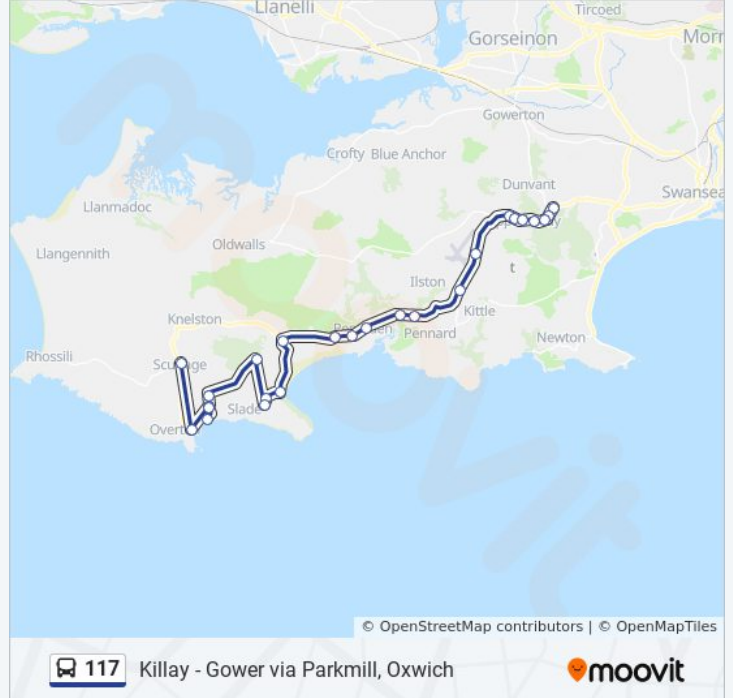 Llanelli
Tircoed
Gorseinon
Gowerton
Crofty Blue Anchor
Dunvant
Llanmadoc
Swansea
Oldwalls
Llangennith
t
Ilston
Kittle
Knelston
Pennard
Newton
Rhossili
Slade
© OpenStreetMap contributors | © OpenMapTiles
117 Killay - Gower via Parkmill, Oxwich
moovit